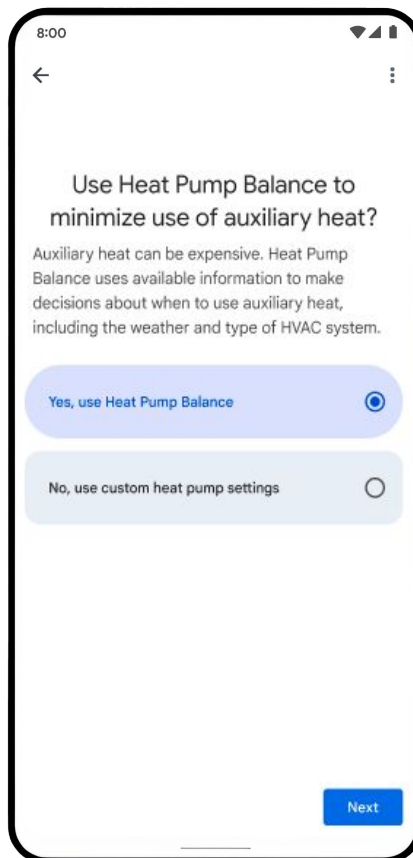 8:00
Use Heat Pump Balance to
minimize use of auxiliary heat?
Auxiliary heat can be expensive. Heat Pump
Balance uses available information to make
decisions about when to use auxiliary heat,
including the weather and type of HVAC system.
Yes, use Heat Pump Balance
No, use custom heat pump settings
Next